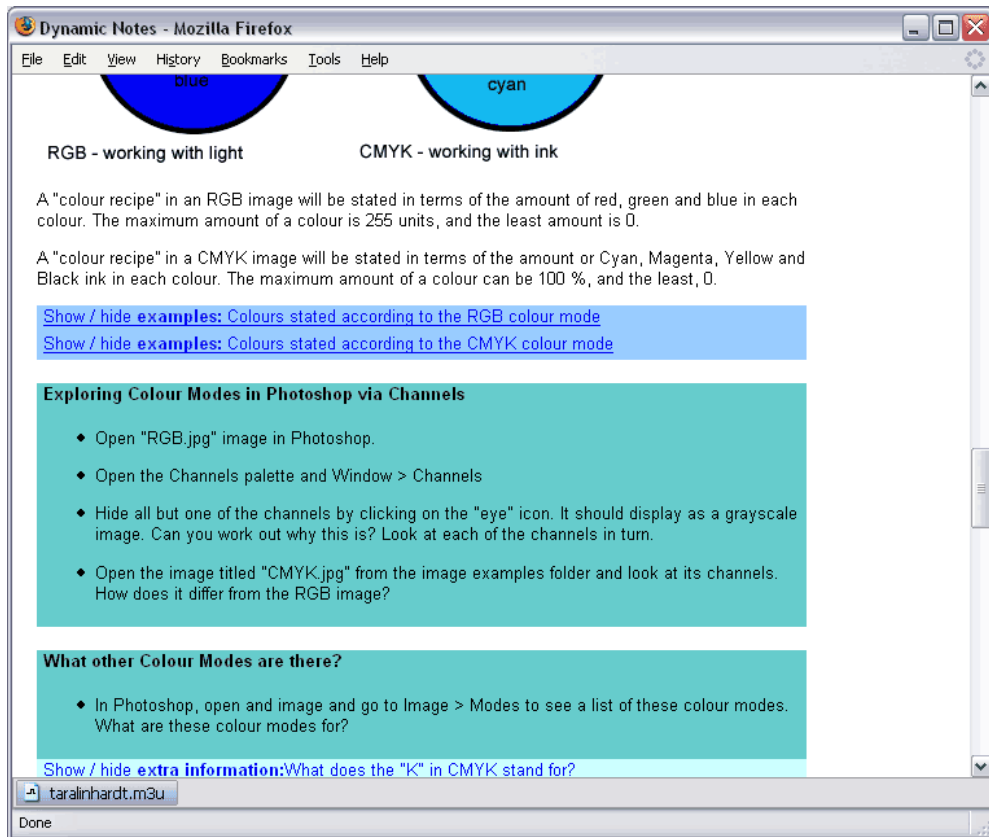 Dynamic Notes - Mozilla Firefox
File Edit View History Bookmarks Tools Help
blue
cyan
RGB - working with light
CMYK - working with ink
A "colour recipe" in an RGB image will be stated in terms of the amount of red, green and blue in each
colour. The maximum amount of a colour is 255 units, and the least amount is 0.
A "colour recipe" in a CMYK image will be stated in terms of the amount or Cyan, Magenta, Yellow and
Black ink in each colour. The maximum amount of a colour can be 100 %, and the least, 0.
Show / hide examples: Colours stated according to the RGB colour mode
Show / hide examples: Colours stated according to the CMYK colour mode
Exploring Colour Modes in Photoshop via Channels
Open "RGB.jpg" image in Photoshop.
Open the Channels palette and Window > Channels
Hide all but one of the channels by clicking on the "eye" icon. It should display as a grayscale
image. Can you work out why this is? Look at each of the channels in turn.
Open the image titled "CMYK.jpg" from the image examples folder and look at its channels.
How does it differ from the RGB image?
What other Colour Modes are there?
In Photoshop, open and image and go to Image > Modes to see a list of these colour modes.
What are these colour modes for?
Show / hide extra information:What does the "K" in CMYK stand for?
taralinhardt.m3u
Done